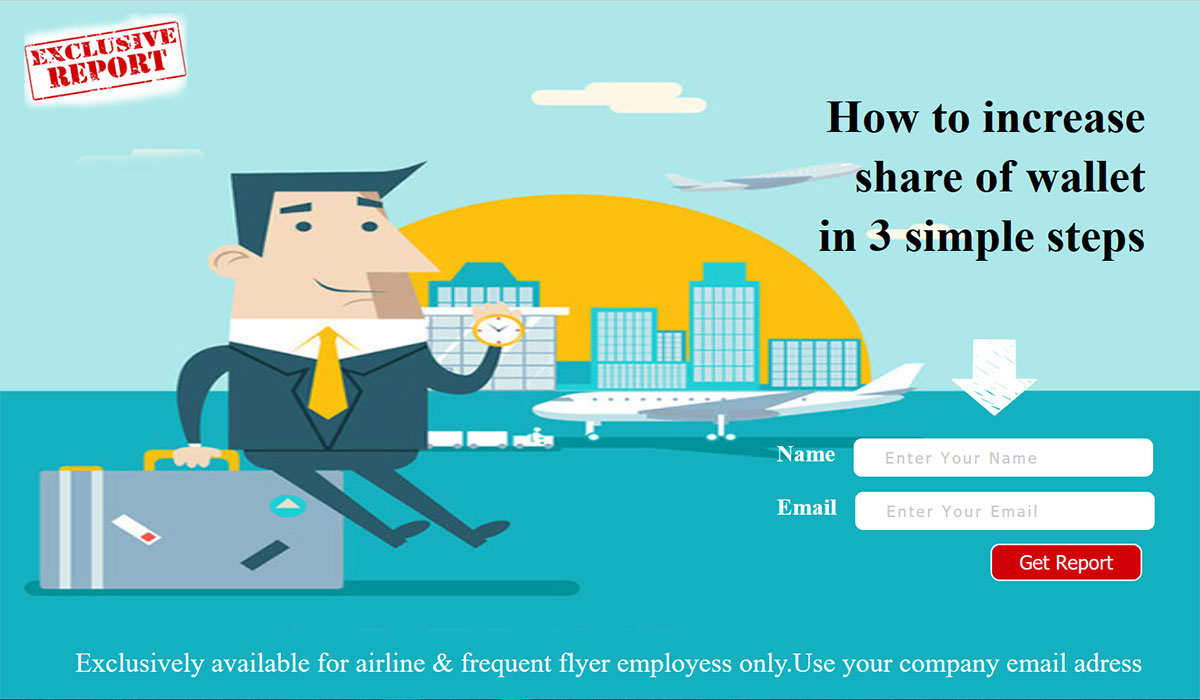 EXCLUSIVE
REPORT
How to increase
share of wallet
in 3 simple steps
Name
Enter Your Name
Email
Enter Your Email
Get Report
Exclusively available for airline & frequent flyer employess only.Use your company email adress